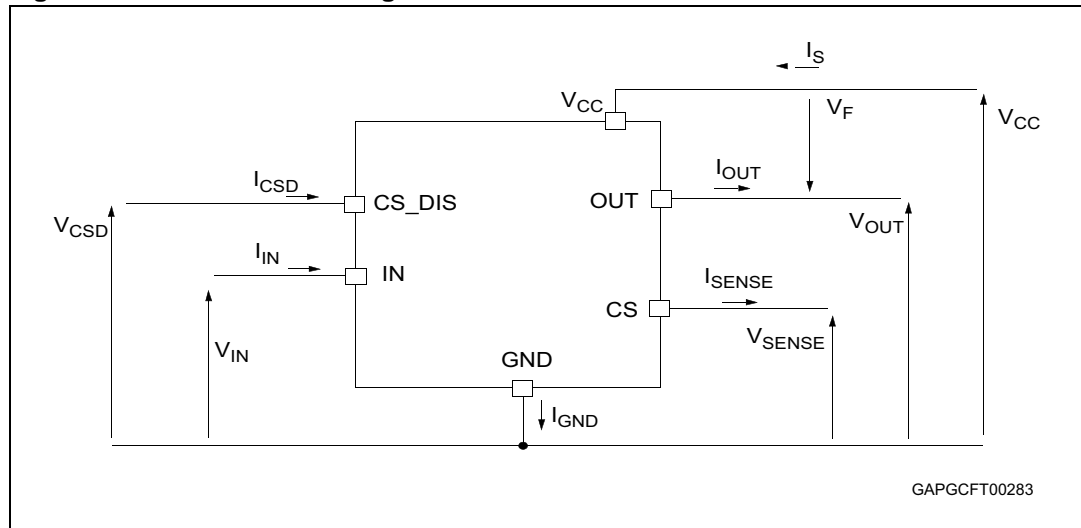 I_S
V_CC
V_F
V_CC
I_CSD
CS_DIS
OUT
I_OUT
V_CSD
V_OUT
I_IN
IN
I_SENSE
CS
V_IN
V_SENSE
GND
I_GND
GAPGCFT00283